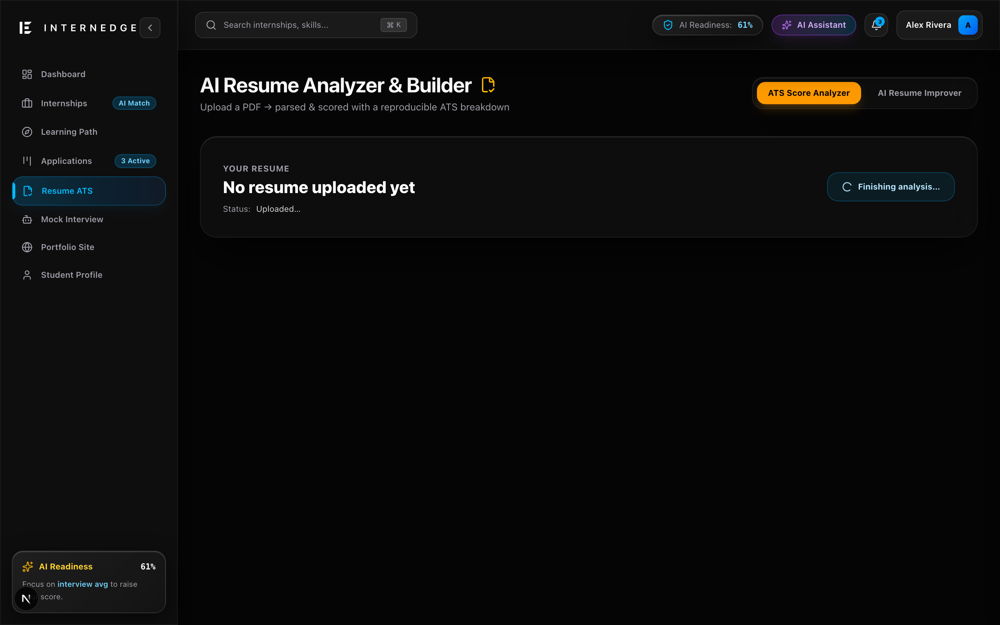 INTERNEDGE
Search internships, skills...
⌘ K
AI Readiness: 61%
AI Assistant
3
Alex Rivera
A
Dashboard
Internships
AI Match
Learning Path
Applications
3 Active
Resume ATS
Mock Interview
Portfolio Site
Student Profile
AI Resume Analyzer & Builder
Upload a PDF → parsed & scored with a reproducible ATS breakdown
ATS Score Analyzer
AI Resume Improver
YOUR RESUME
No resume uploaded yet
Status: Uploaded...
Finishing analysis...
AI Readiness
61%
Focus on interview avg to raise
score.
N